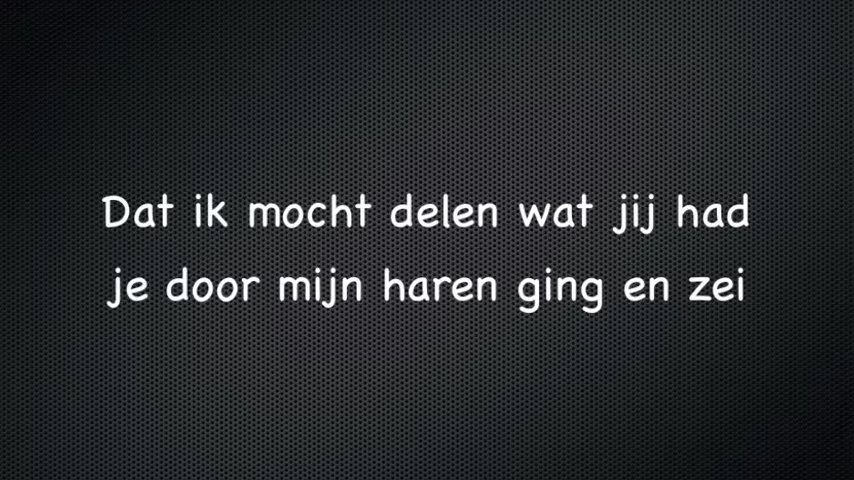 Dat ik mocht delen wat jij had
je door mijn haren ging en zei